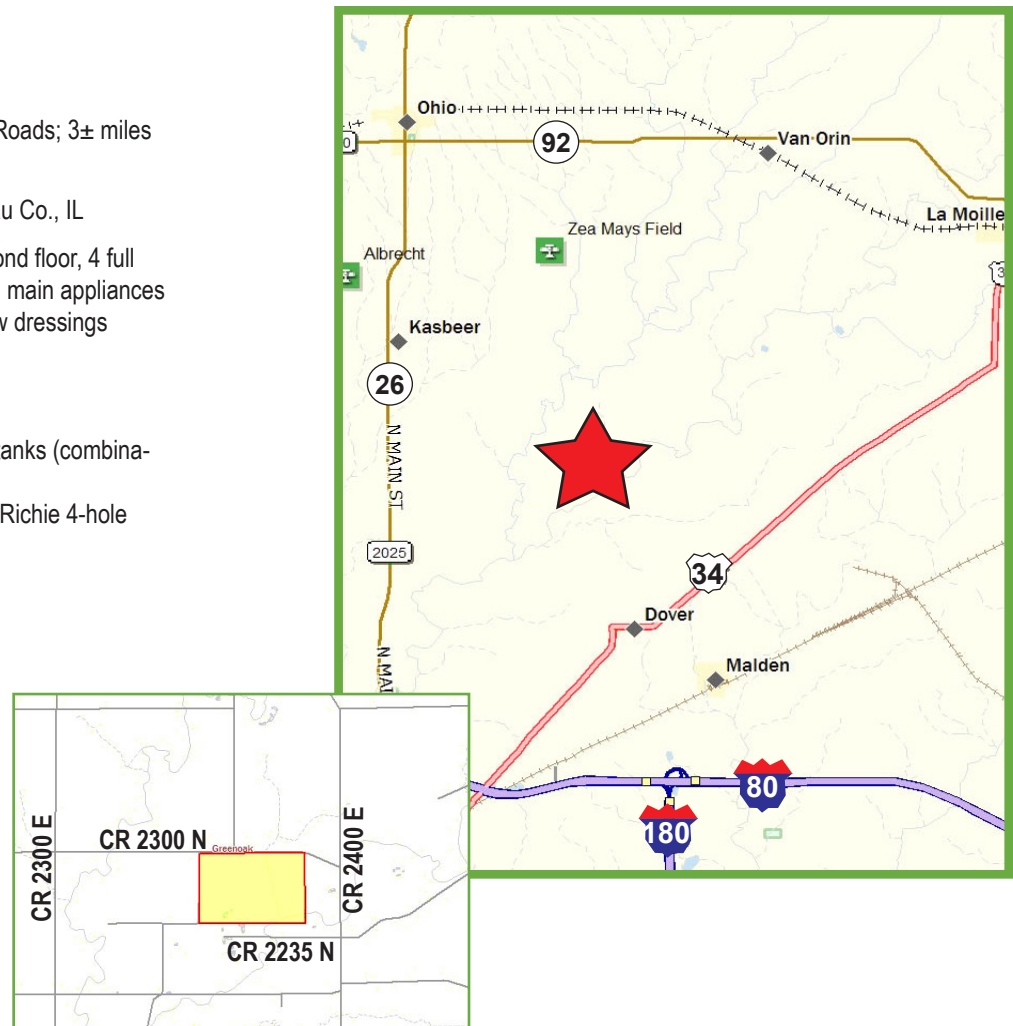 Roads; 3± miles
u Co., IL
ond floor, 4 full
main appliances
w dressings
tanks (combina-
Richie 4-hole
Ohio
92
Van Orin
La Moille
Zea Mays Field
Albrecht
Kasbeer
26
N MAIN ST
2025
34
Dover
N MAI
Malden
80
180
CR 2300 E
CR 2300 N
Greenoak
CR 2400 E
CR 2235 N